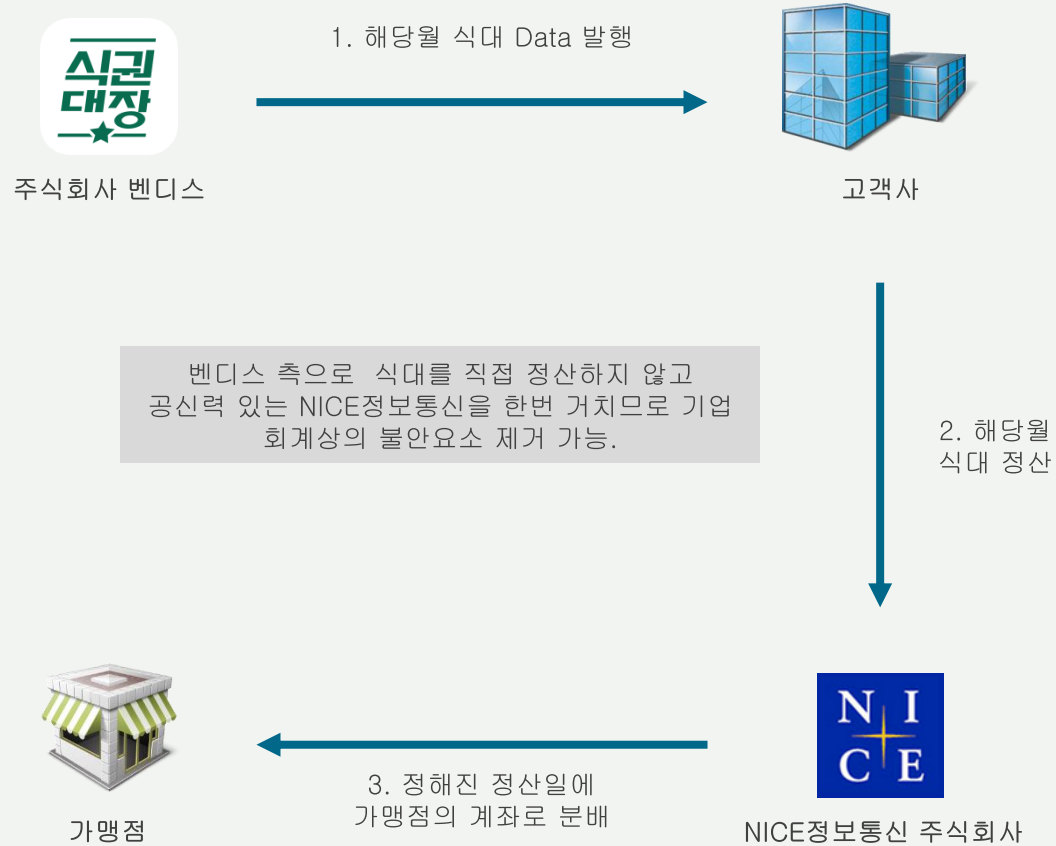 1. 해당월 식대 Data 발행
식권
대장
주식회사 벤디스
고객사
벤디스 측으로 식대를 직접 정산하지 않고
공신력 있는 NICE정보통신을 한번 거치므로 기업
회계상의 불안요소 제거 가능.
2. 해당월
식대 정산
3. 정해진 정산일에
가맹점의 계좌로 분배
가맹점
N I
C E
NICE정보통신 주식회사